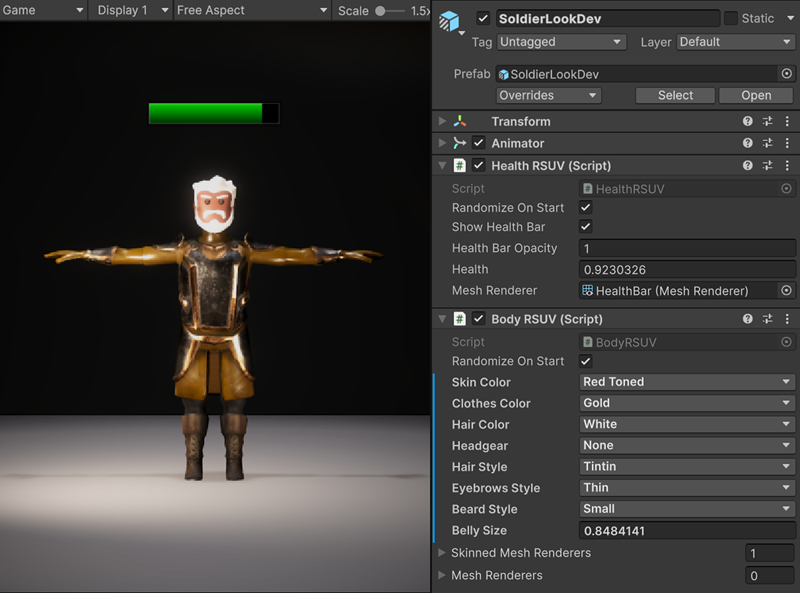 Game
Display 1
Free Aspect
Scale
1.5x
SoldierLookDev
Static
Tag
Untagged
Layer
Default
Prefab
SoldierLookDev
Overrides
Select
Open
Transform
Animator
# Health RSUV (Script)
Script
# HealthRSUV
Randomize On Start
Show Health Bar
Health Bar Opacity
1
Health
0.9230326
Mesh Renderer
HealthBar (Mesh Renderer)
# Body RSUV (Script)
Script
# BodyRSUV
Randomize On Start
Skin Color
Red Toned
Clothes Color
Gold
Hair Color
White
Headgear
None
Hair Style
Tintin
Eyebrows Style
Thin
Beard Style
Small
Belly Size
0.8484141
Skinned Mesh Renderers
1
Mesh Renderers
0